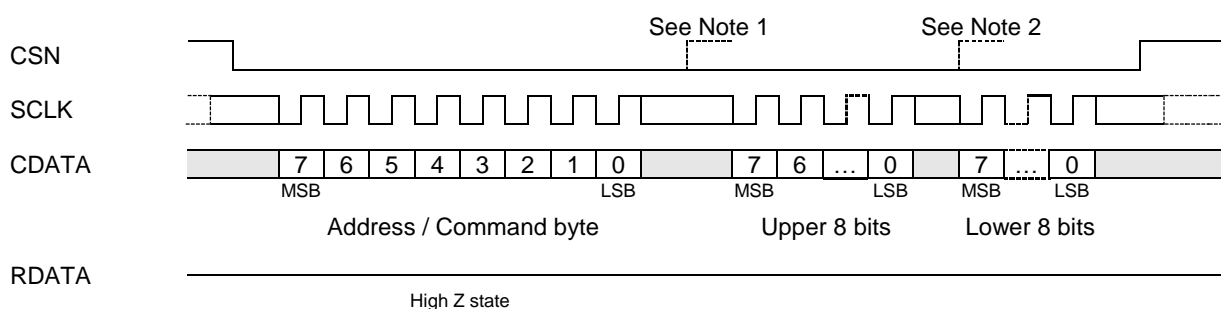 See Note 1 See Note 2
CSN
SCLK
CDATA 7 6 5 4 3 2 1 0 7 6 … 0 7 … 0
MSB LSB MSB LSB MSB LSB
Address / Command byte Upper 8 bits Lower 8 bits
RDATA
High Z state